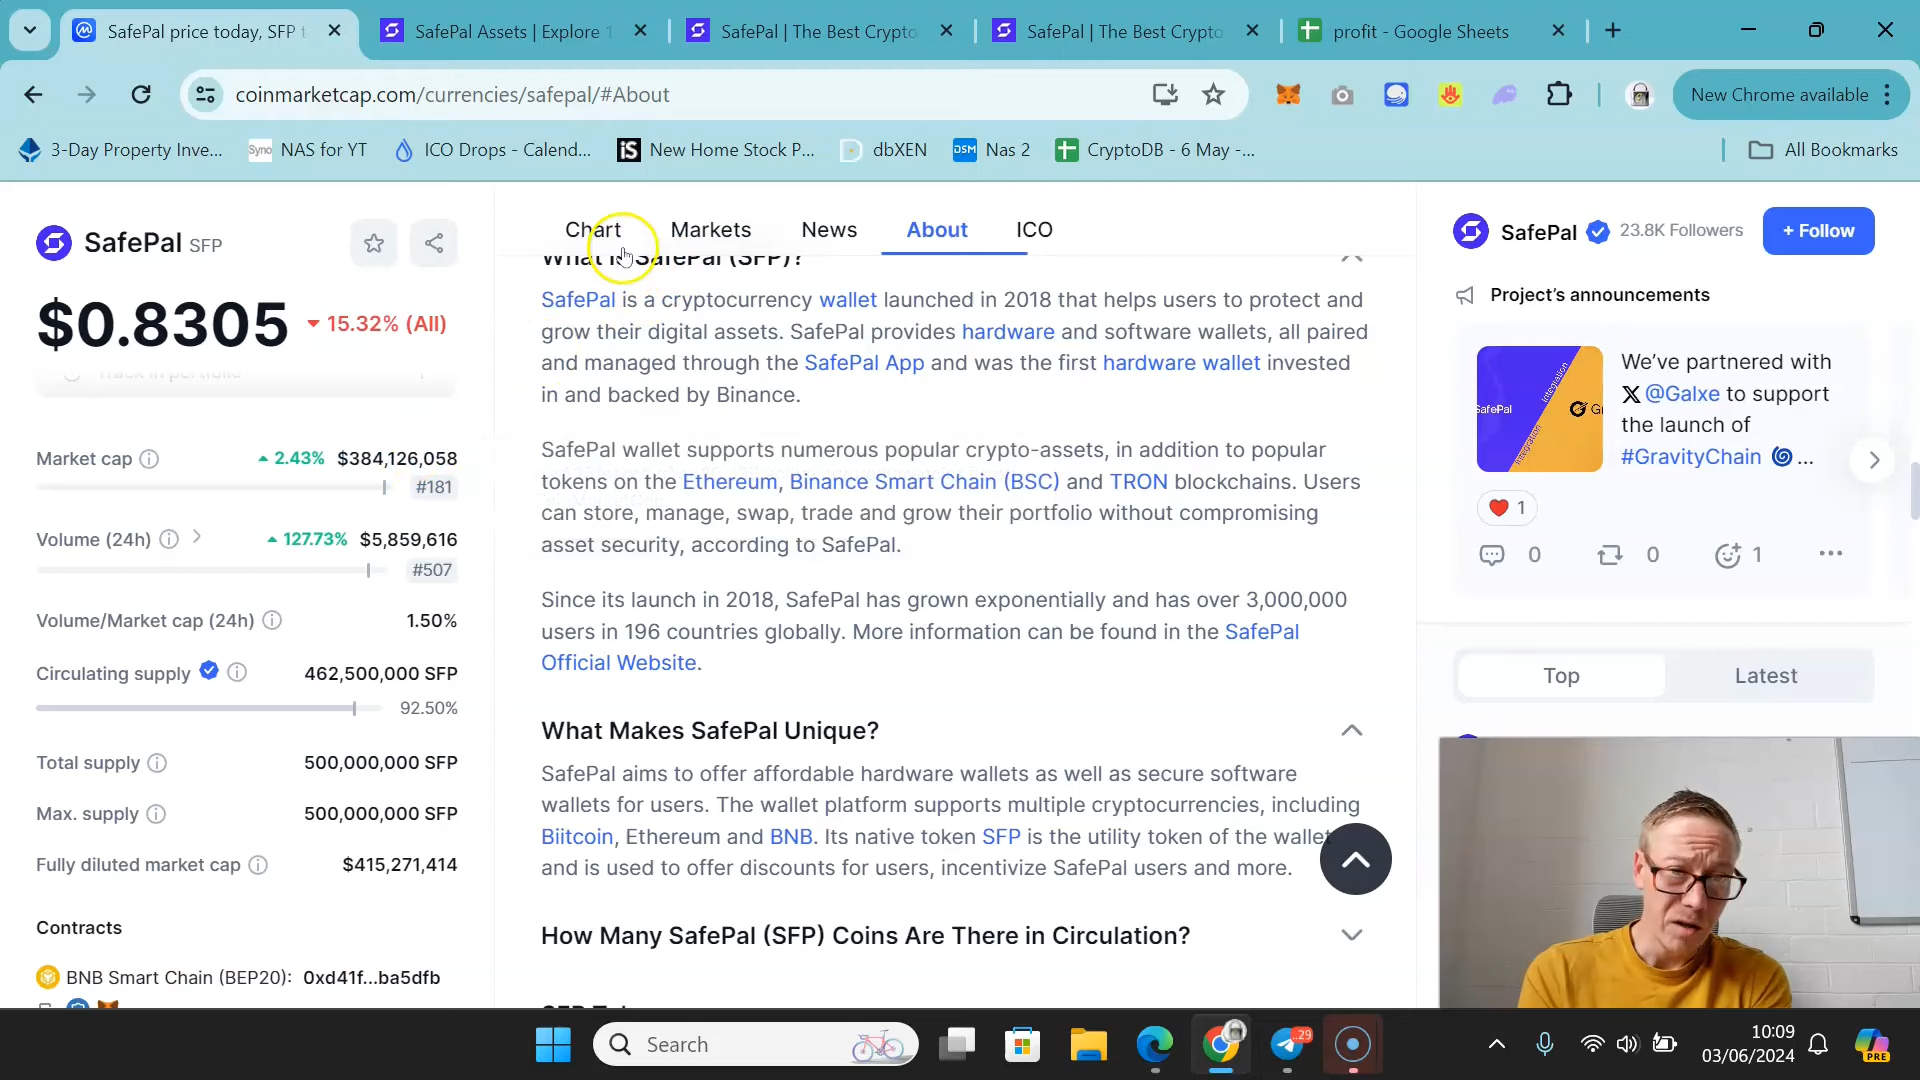 SafePal price today, SFP t
SafePal Assets | Explore 1
SafePal | The Best Crypto
SafePal | The Best Crypto
profit - Google Sheets
coinmarketcap.com/currencies/safepal/#About
New Chrome available
3-Day Property Inve...
Syno
NAS for YT
ICO Drops - Calend...
iS
New Home Stock P...
dbXEN
DSM
Nas 2
CryptoDB - 6 May -...
All Bookmarks
SafePal SFP
$0.8305
15.32% (All)
Track in portfolio
Market cap
2.43% $384,126,058
#181
Volume (24h)
127.73% $5,859,616
#507
Volume/Market cap (24h)
1.50%
Circulating supply
462,500,000 SFP
92.50%
Total supply
500,000,000 SFP
Max. supply
500,000,000 SFP
Fully diluted market cap
$415,271,414
Contracts
BNB Smart Chain (BEP20): 0xd41f...ba5dfb
Chart
Markets
News
About
ICO
What is SafePal (SFP)?
SafePal is a cryptocurrency wallet launched in 2018 that helps users to protect and
grow their digital assets. SafePal provides hardware and software wallets, all paired
and managed through the SafePal App and was the first hardware wallet invested
in and backed by Binance.
SafePal wallet supports numerous popular crypto-assets, in addition to popular
tokens on the Ethereum, Binance Smart Chain (BSC) and TRON blockchains. Users
can store, manage, swap, trade and grow their portfolio without compromising
asset security, according to SafePal.
Since its launch in 2018, SafePal has grown exponentially and has over 3,000,000
users in 196 countries globally. More information can be found in the SafePal
Official Website.
What Makes SafePal Unique?
SafePal aims to offer affordable hardware wallets as well as secure software
wallets for users. The wallet platform supports multiple cryptocurrencies, including
Biitcoin, Ethereum and BNB. Its native token SFP is the utility token of the wallet
and is used to offer discounts for users, incentivize SafePal users and more.
How Many SafePal (SFP) Coins Are There in Circulation?
SafePal
23.8K Followers
+ Follow
Project's announcements
SafePal
Integration
Integration
We've partnered with
X @Galxe to support
the launch of
#GravityChain 🌀 ...
1
0
0
1
Top
Latest
Search
29
10:09
03/06/2024
PRE